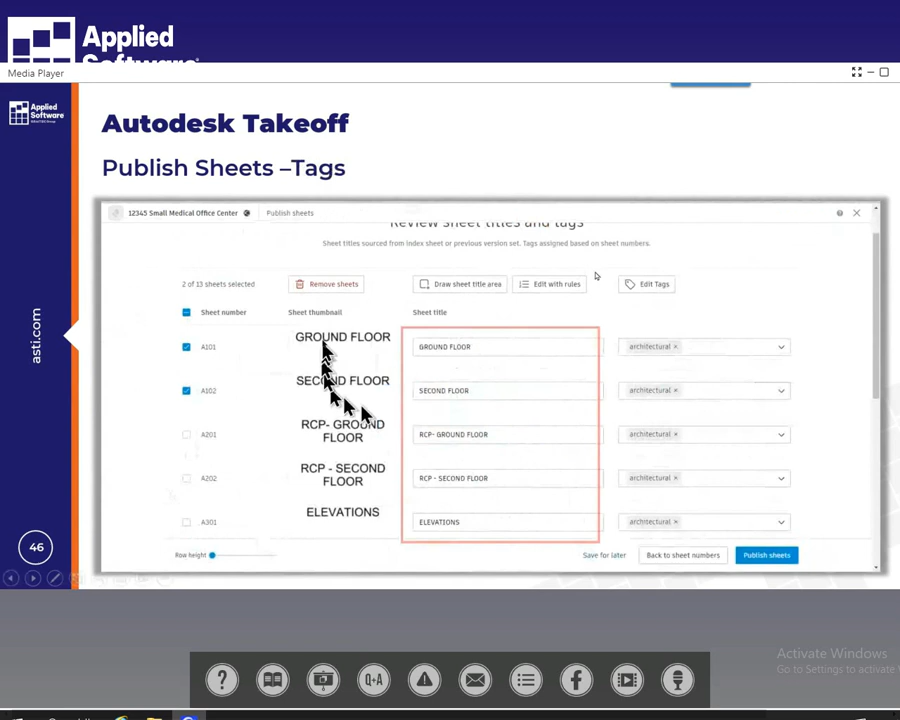 Applied
Software
Media Player
Applied
Software
Autodesk Takeoff
Publish Sheets –Tags
12345 Small Medical Office Center
Publish sheets
Review sheet titles and tags
Sheet titles sourced from index sheet or previous version set. Tags assigned based on sheet numbers.
2 of 13 sheets selected
Remove sheets
Draw sheet title area
Edit with rules
Edit Tags
Sheet number
Sheet thumbnail
Sheet title
A101
GROUND FLOOR
GROUND FLOOR
architectural ×
A102
SECOND FLOOR
SECOND FLOOR
architectural ×
A201
RCP- GROUND
FLOOR
RCP- GROUND FLOOR
architectural ×
A202
RCP - SECOND
FLOOR
RCP - SECOND FLOOR
architectural ×
A301
ELEVATIONS
ELEVATIONS
architectural ×
Row height
Save for later
Back to sheet numbers
Publish sheets
asti.com
46
Activate Windows
Go to Settings to activate
?
Q+A
f